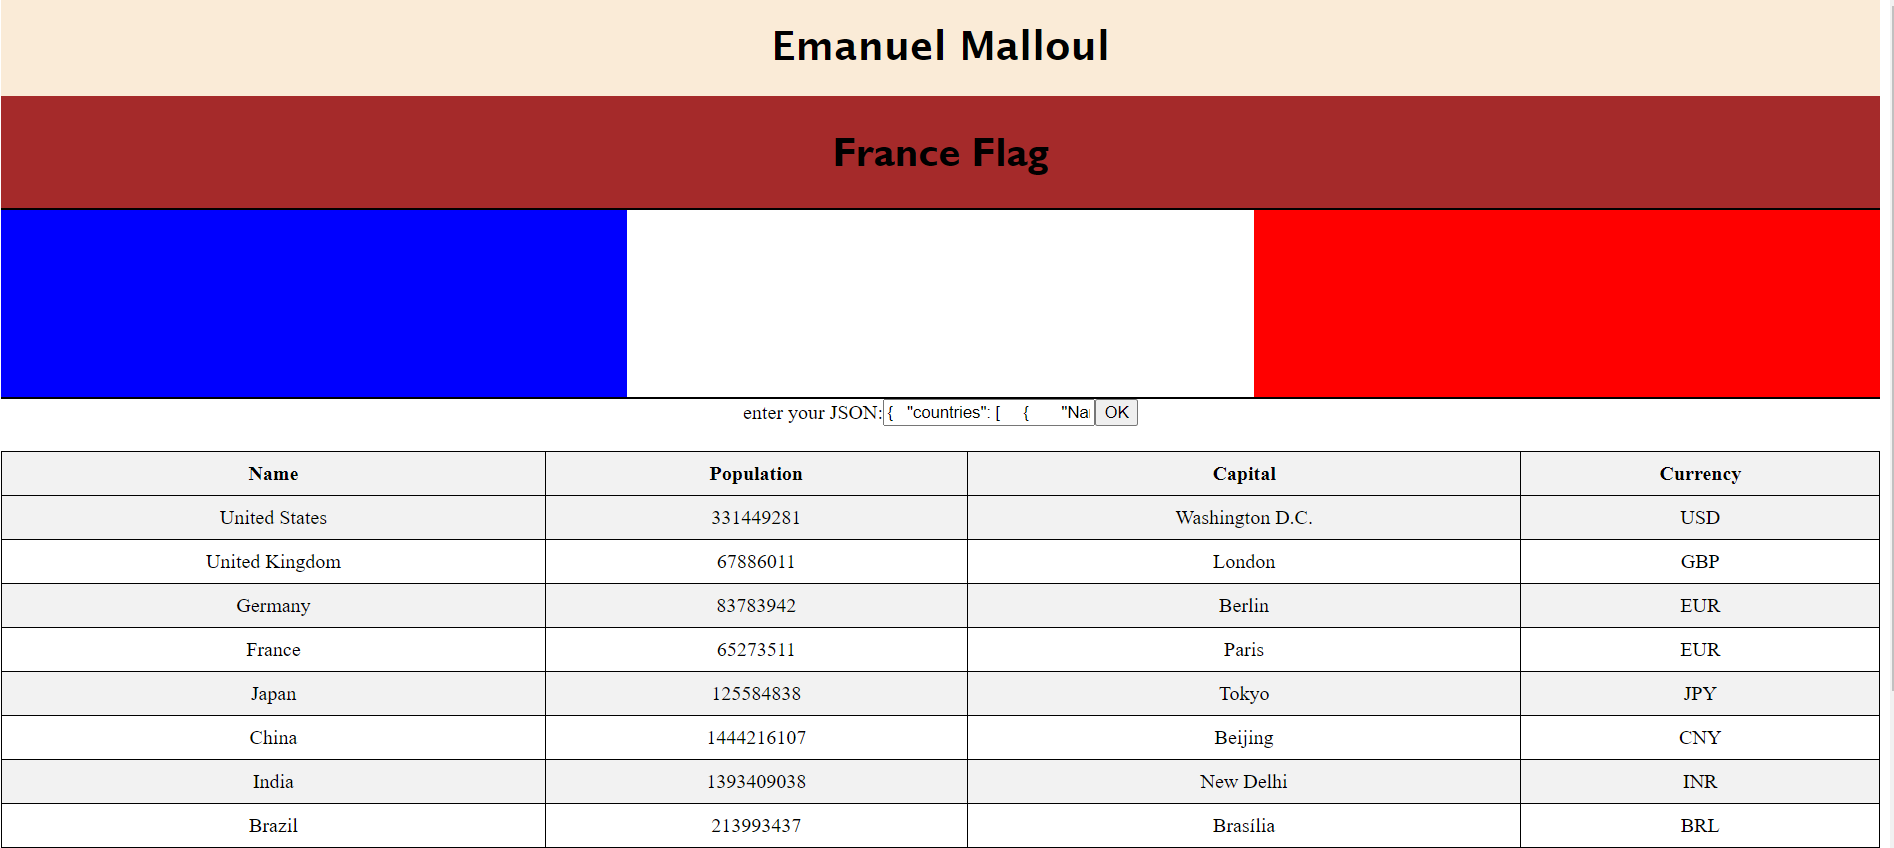 Emanuel Malloul
France Flag
enter your JSON: { "countries": [ { "Na OK
Name Population Capital Currency
United States 331449281 Washington D.C. USD
United Kingdom 67886011 London GBP
Germany 83783942 Berlin EUR
France 65273511 Paris EUR
Japan 125584838 Tokyo JPY
China 1444216107 Beijing CNY
India 1393409038 New Delhi INR
Brazil 213993437 Brasília BRL